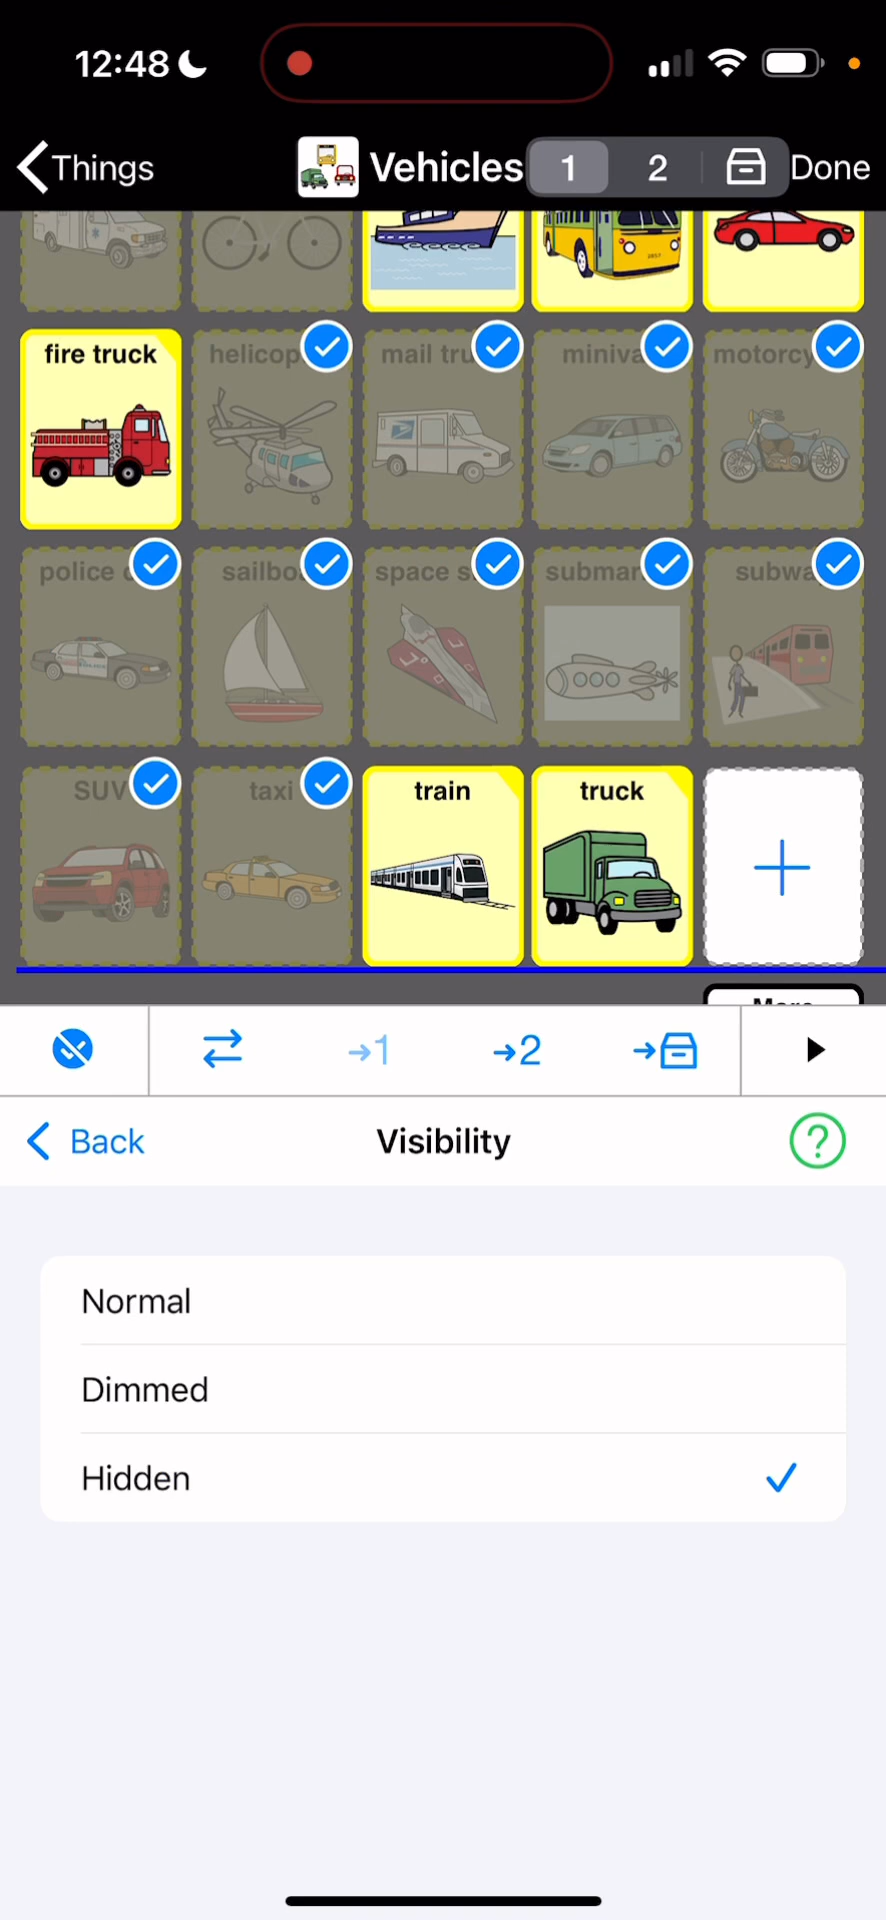 12:48
Things
Vehicles
1
2
Done
fire truck
helicop
mail tru
miniva
motorcy
police
sailbo
space s
submar
subwa
SUV
taxi
train
truck
1
2
Back
Visibility
?
Normal
Dimmed
Hidden